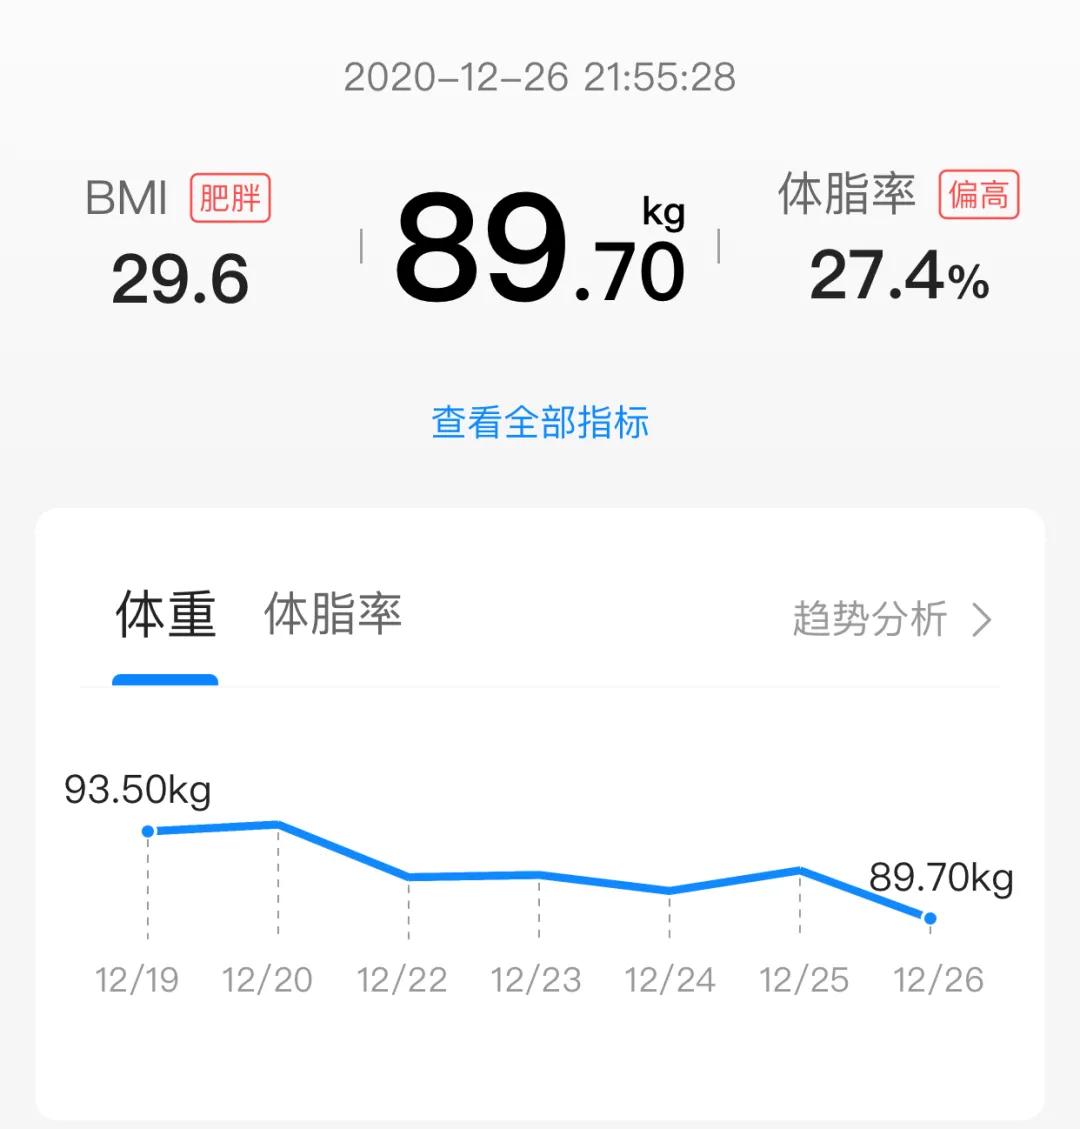 2020-12-26 21:55:28
BMI 肥胖
29.6
89.70 kg
体脂率 偏高
27.4%
查看全部指标
体重 体脂率 趋势分析
93.50kg
89.70kg
12/19 12/20 12/22 12/23 12/24 12/25 12/26